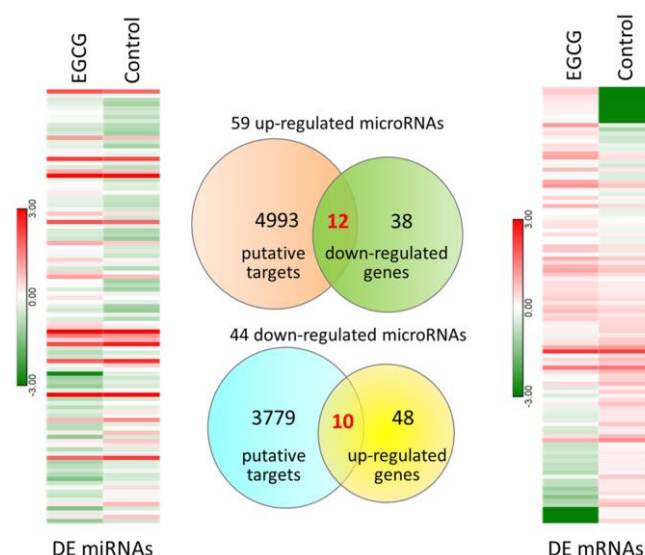 EGCG
Control
3.00
0.00
-3.00
DE miRNAs
59 up-regulated microRNAs
4993 12 38
putative down-regulated
targets genes
44 down-regulated microRNAs
3779 10 48
putative up-regulated
targets genes
EGCG
Control
3.00
0.00
-3.00
DE mRNAs